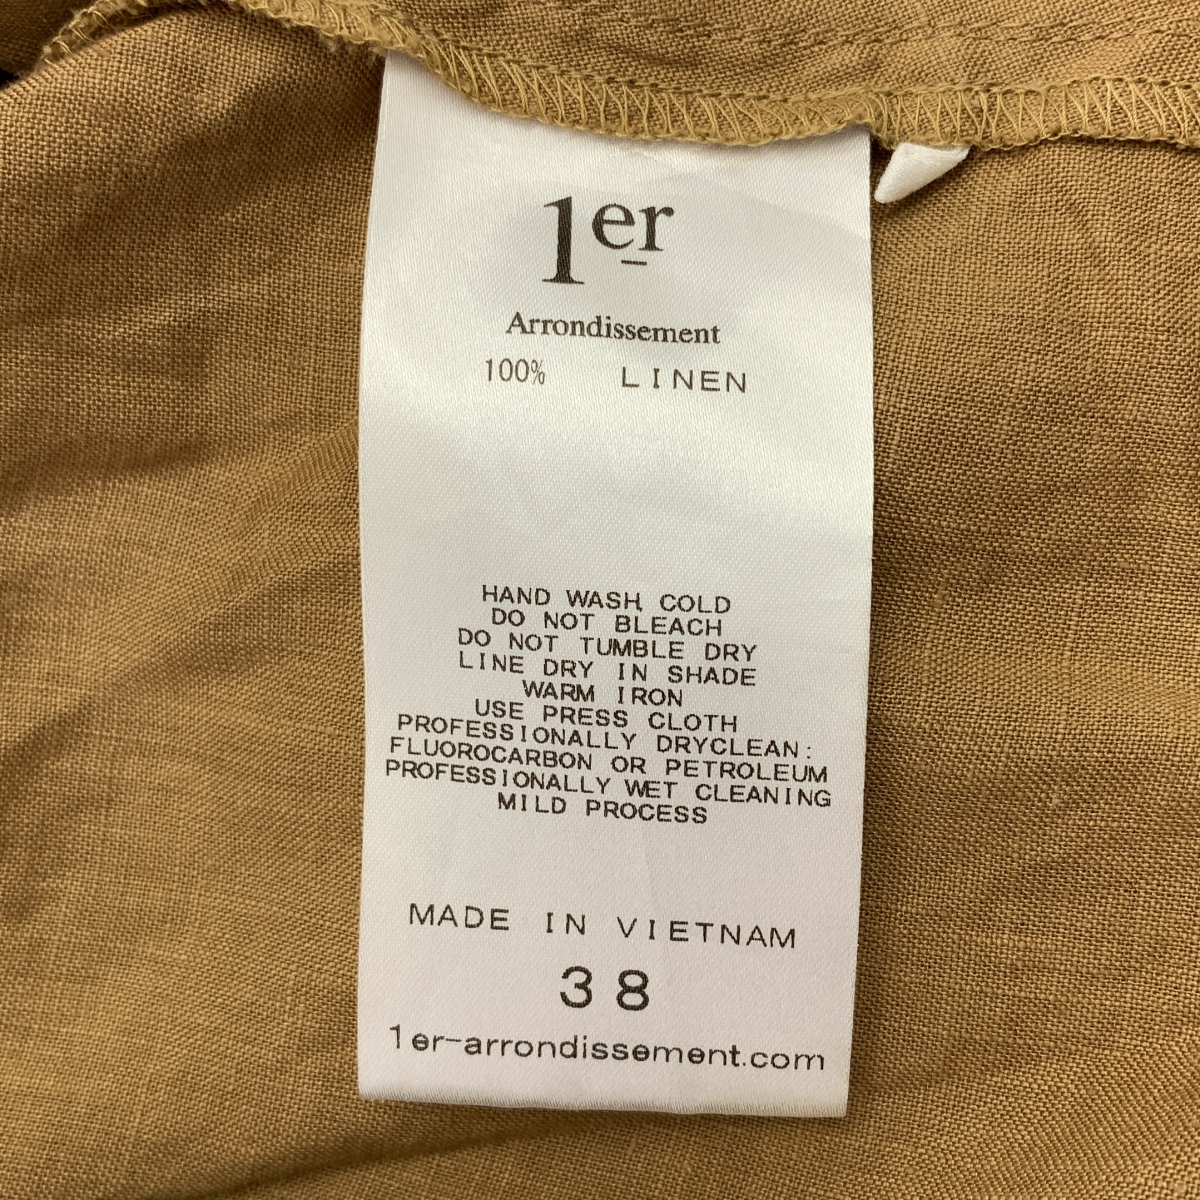 1er
Arrondissement
100% LINEN
HAND WASH COLD
DO NOT BLEACH
DO NOT TUMBLE DRY
LINE DRY IN SHADE
WARM IRON
USE PRESS CLOTH
PROFESSIONALLY DRYCLEAN:
FLUOROCARBON OR PETROLEUM
PROFESSIONALLY WET CLEANING
MILD PROCESS
MADE IN VIETNAM
38
1er-arrondissement.com